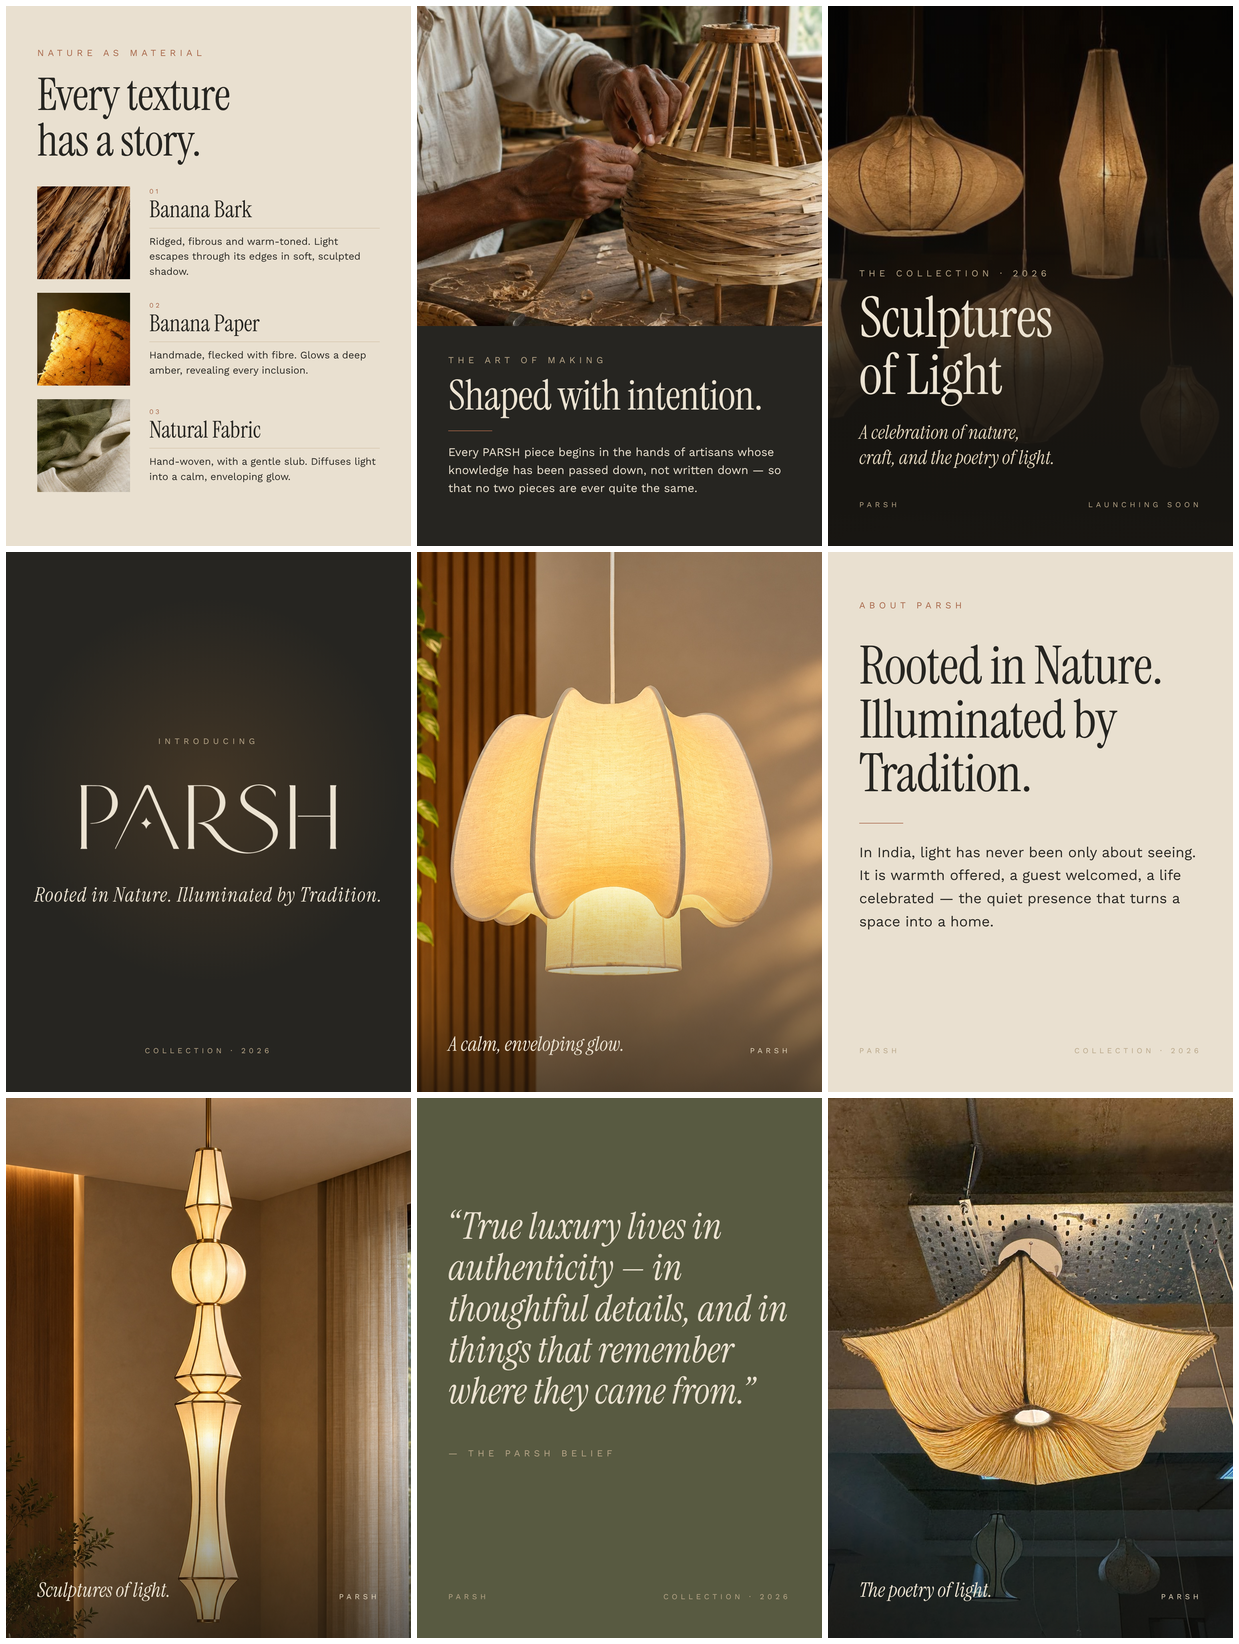 NATURE AS MATERIAL
Every texture
has a story.
01
Banana Bark
Ridged, fibrous and warm-toned. Light
escapes through its edges in soft, sculpted
shadow.
02
Banana Paper
Handmade, flecked with fibre. Glows a deep
amber, revealing every inclusion.
03
Natural Fabric
Hand-woven, with a gentle slub. Diffuses light
into a calm, enveloping glow.
THE ART OF MAKING
Shaped with intention.
Every PARSH piece begins in the hands of artisans whose
knowledge has been passed down, not written down — so
that no two pieces are ever quite the same.
THE COLLECTION · 2026
Sculptures
of Light
A celebration of nature,
craft, and the poetry of light.
PARSH
LAUNCHING SOON
INTRODUCING
PARSH
Rooted in Nature. Illuminated by Tradition.
COLLECTION · 2026
A calm, enveloping glow.
PARSH
ABOUT PARSH
Rooted in Nature.
Illuminated by
Tradition.
In India, light has never been only about seeing.
It is warmth offered, a guest welcomed, a life
celebrated — the quiet presence that turns a
space into a home.
PARSH
COLLECTION · 2026
Sculptures of light.
PARSH
“True luxury lives in
authenticity — in
thoughtful details, and in
things that remember
where they came from.”
— THE PARSH BELIEF
PARSH
COLLECTION · 2026
The poetry of light.
PARSH